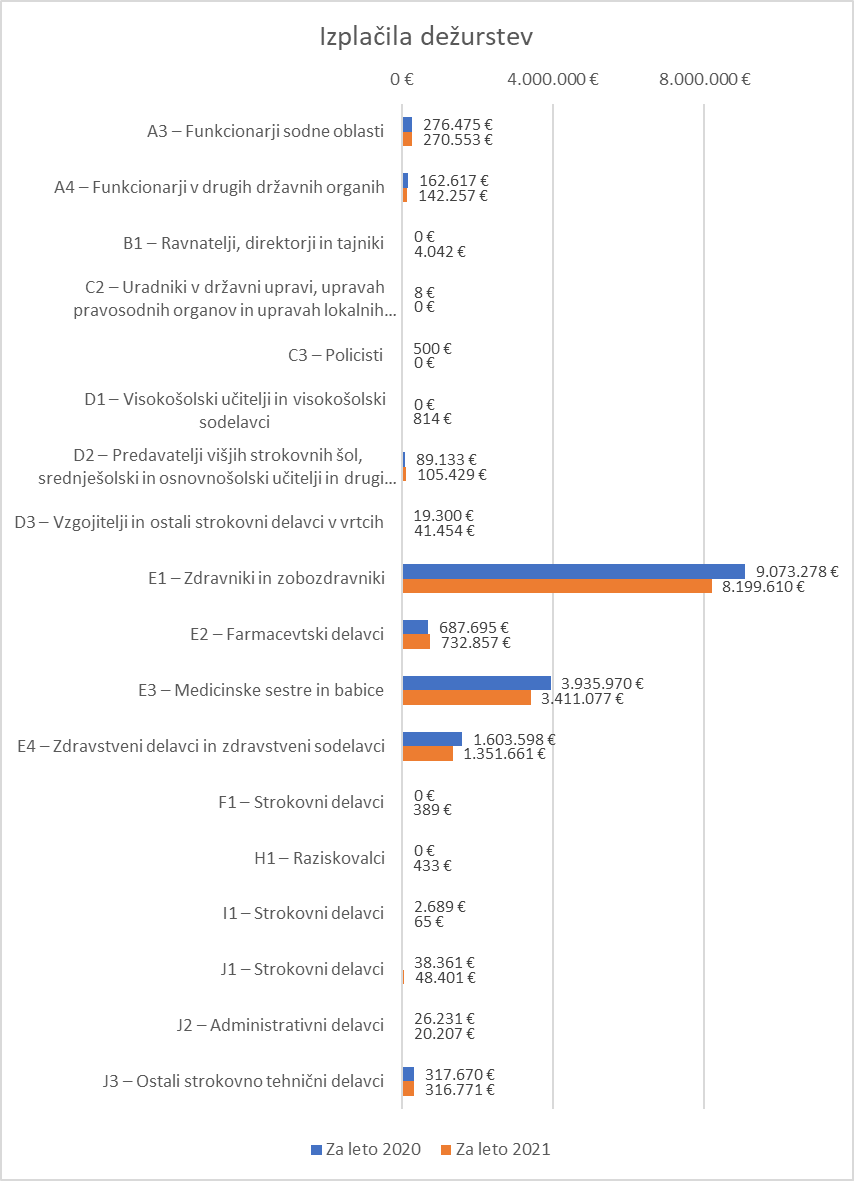 Izplačila dežurstev
0 €
4.000.000 €
8.000.000 €
A3 – Funkcionarji sodne oblasti
276.475 €
270.553 €
A4 – Funkcionarji v drugih državnih organih
162.617 €
142.257 €
B1 – Ravnatelji, direktorji in tajniki
0 €
4.042 €
C2 – Uradniki v državni upravi, upravah
pravosodnih organov in upravah lokalnih…
8 €
0 €
C3 – Policisti
500 €
0 €
D1 – Visokošolski učitelji in visokošolski
sodelavci
0 €
814 €
D2 – Predavatelji višjih strokovnih šol,
srednješolski in osnovnošolski učitelji in drugi…
89.133 €
105.429 €
D3 – Vzgojitelji in ostali strokovni delavci v vrtcih
19.300 €
41.454 €
E1 – Zdravniki in zobozdravniki
9.073.278 €
8.199.610 €
E2 – Farmacevtski delavci
687.695 €
732.857 €
E3 – Medicinske sestre in babice
3.935.970 €
3.411.077 €
E4 – Zdravstveni delavci in zdravstveni sodelavci
1.603.598 €
1.351.661 €
F1 – Strokovni delavci
0 €
389 €
H1 – Raziskovalci
0 €
433 €
I1 – Strokovni delavci
2.689 €
65 €
J1 – Strokovni delavci
38.361 €
48.401 €
J2 – Administrativni delavci
26.231 €
20.207 €
J3 – Ostali strokovno tehnični delavci
317.670 €
316.771 €
Za leto 2020
Za leto 2021